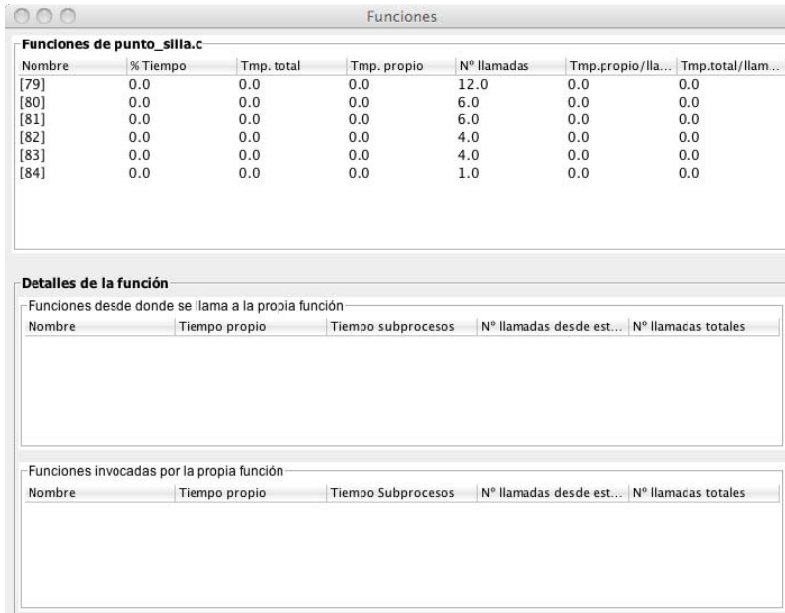 Funciones
Funciones de punto_silla.c
Nombre % Tiempo Tmp. total Tmp. propio Nº llamadas Tmp.propio/lla... Tmp.total/llam...
[79] 0.0 0.0 0.0 12.0 0.0 0.0
[80] 0.0 0.0 0.0 6.0 0.0 0.0
[81] 0.0 0.0 0.0 6.0 0.0 0.0
[82] 0.0 0.0 0.0 4.0 0.0 0.0
[83] 0.0 0.0 0.0 4.0 0.0 0.0
[84] 0.0 0.0 0.0 1.0 0.0 0.0
Detalles de la función
Funciones desde donde se llama a la propia función
Nombre Tiempo propio Tiempo subprocesos Nº llamadas desde est... Nº llamadas totales
Funciones invocadas por la propia función
Nombre Tiempo propio Tiempo Subprocesos Nº llamadas desde est... Nº llamadas totales